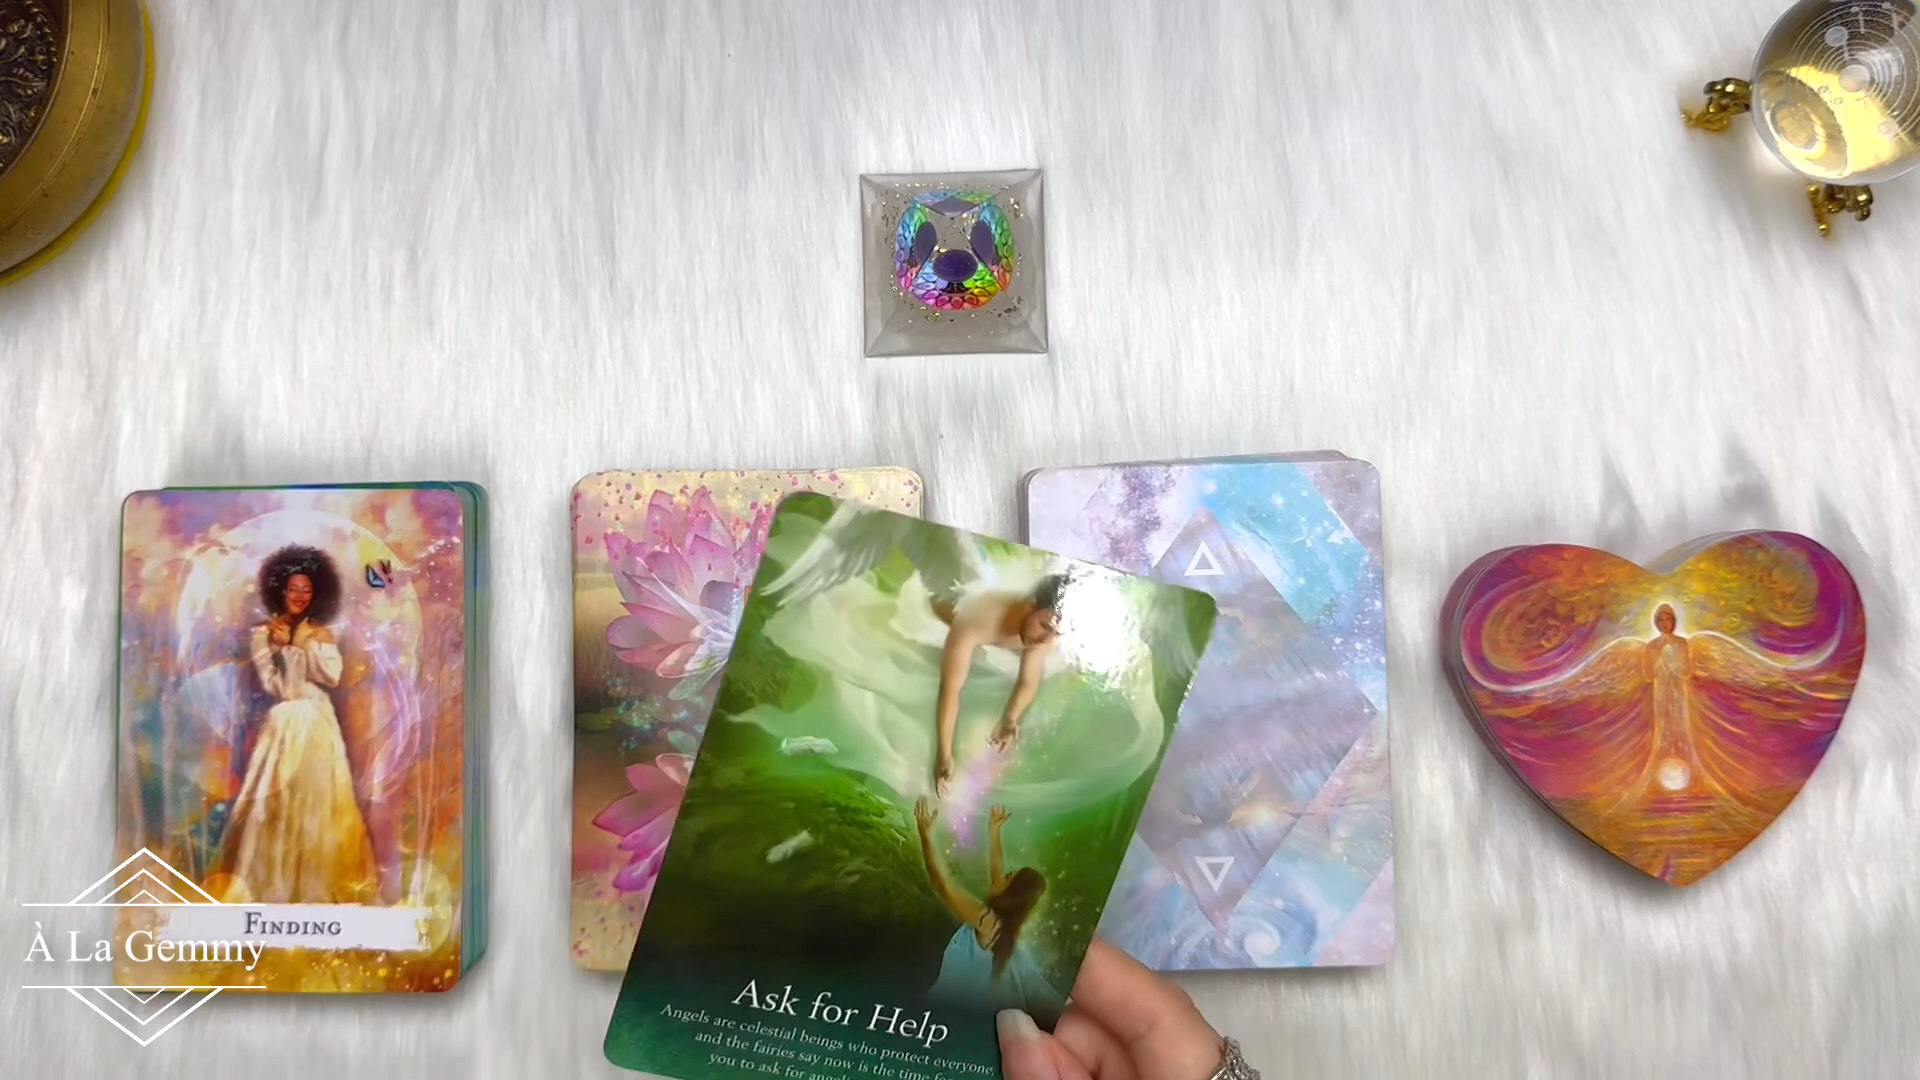 Finding
À La Gemmy
Ask for Help
Angels are celestial beings who protect everyone,
and the fairies say now is the time for
you to ask for